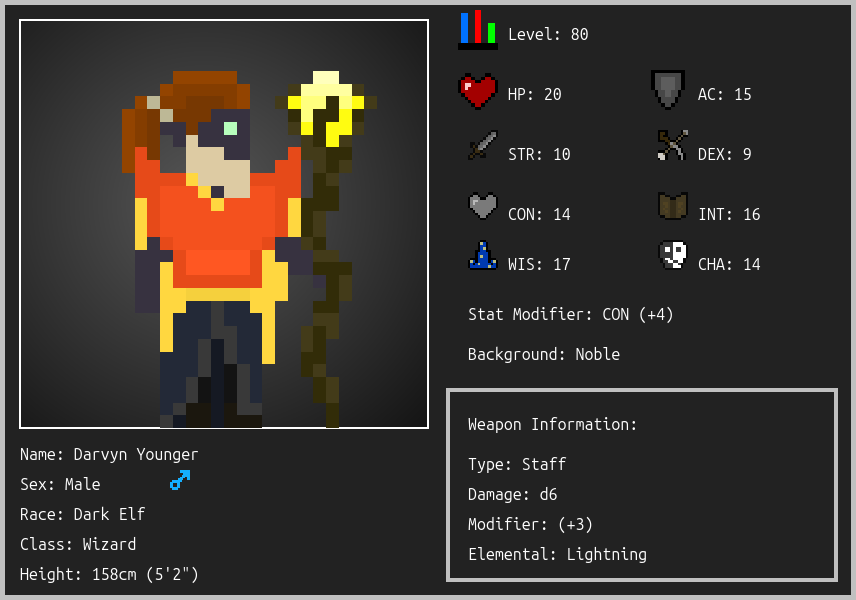 Level: 80
HP: 20
AC: 15
STR: 10
DEX: 9
CON: 14
INT: 16
WIS: 17
CHA: 14
Stat Modifier: CON (+4)
Background: Noble
Weapon Information:
Type: Staff
Damage: d6
Modifier: (+3)
Elemental: Lightning
Name: Darvyn Younger
Sex: Male
Race: Dark Elf
Class: Wizard
Height: 158cm (5'2")